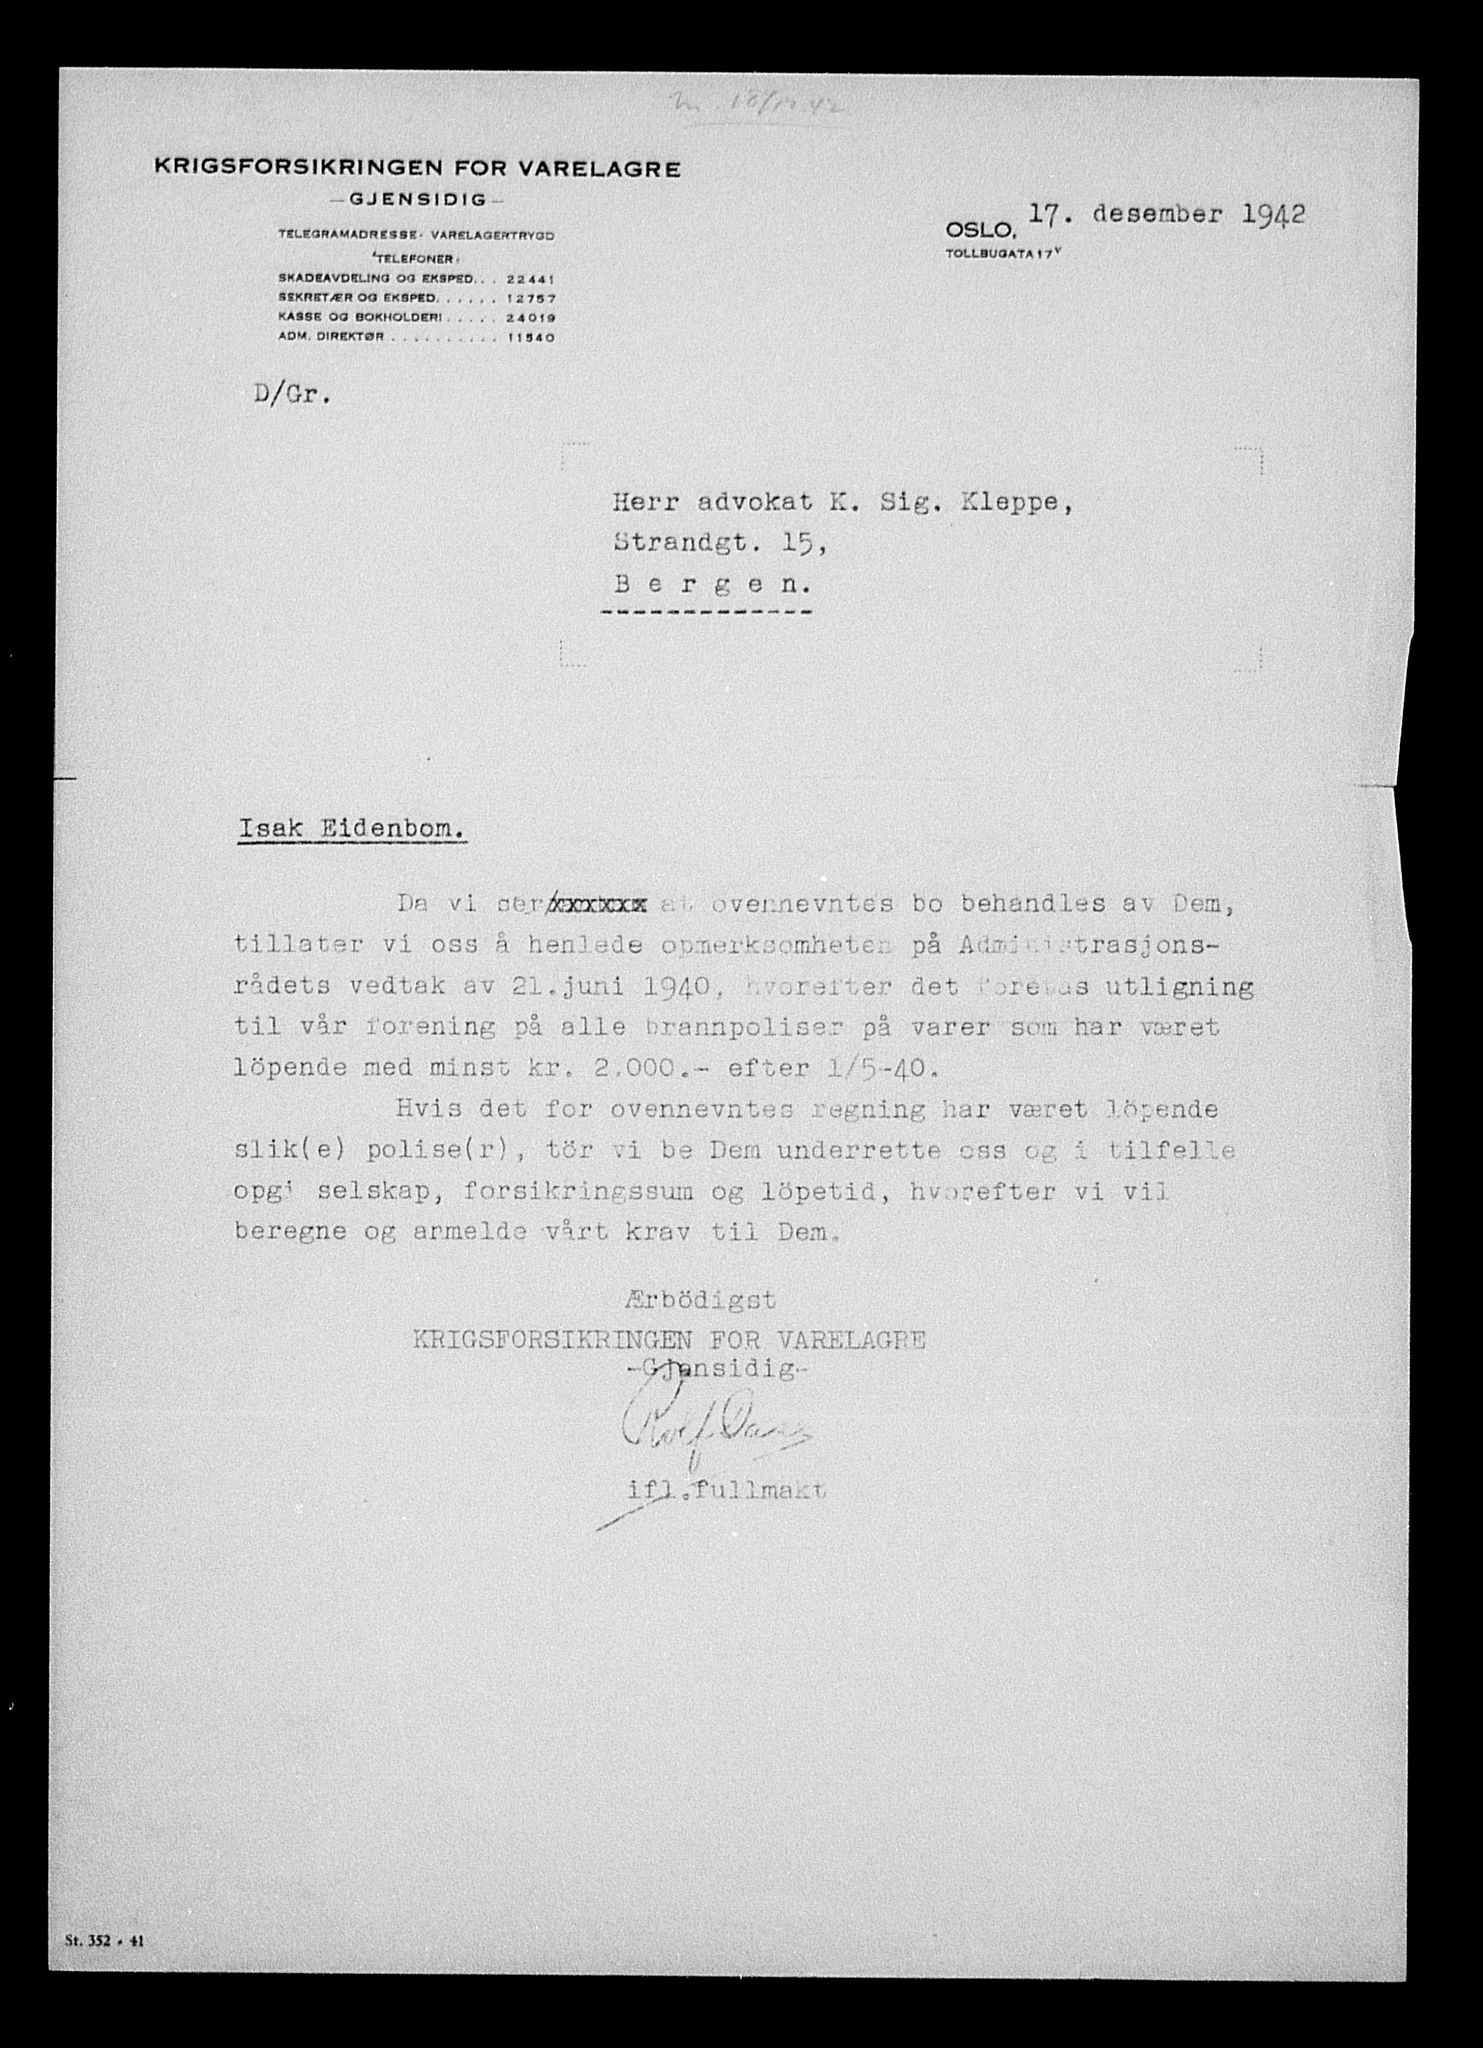 18/12.42
KRIGSFORSIKRINGEN FOR VARELAGRE
— GJENSIDIG —
TELEGRAMADRESSE: VARELAGERTRYGD
TELEFONER:
SKADEAVDELING OG EKSPED. . . 22441
SEKRETÆR OG EKSPED. . . . . . 12757
KASSE OG BOKHOLDERI . . . . . 24019
ADM. DIREKTØR . . . . . . . . . . 11540
OSLO, 17. desember 1942
TOLLBUGATA 17 V
D/Gr.
Herr advokat K. Sig. Kleppe,
Strandgt. 15,
B e r g e n.
-------------
Isak Eidenbom.
Da vi ser/xxxxxx at ovennevntes bo behandles av Dem,
tillater vi oss å henlede opmerksomheten på Administrasjons-
rådets vedtak av 21.juni 1940, hvorefter det foretas utligning
til vår forening på alle brannpoliser på varer som har været
löpende med minst kr. 2.000.- efter 1/5-40.
Hvis det for ovennevntes regning har været löpende
slik(e) polise(r), tör vi be Dem underrette oss og i tilfelle
opgi selskap, forsikringssum og löpetid, hvorefter vi vil
beregne og anmelde vårt krav til Dem.
Ærbödigst
KRIGSFORSIKRINGEN FOR VARELAGRE
-Gjensidig-
Rolf
ifl.fullmakt
St. 352 - 41